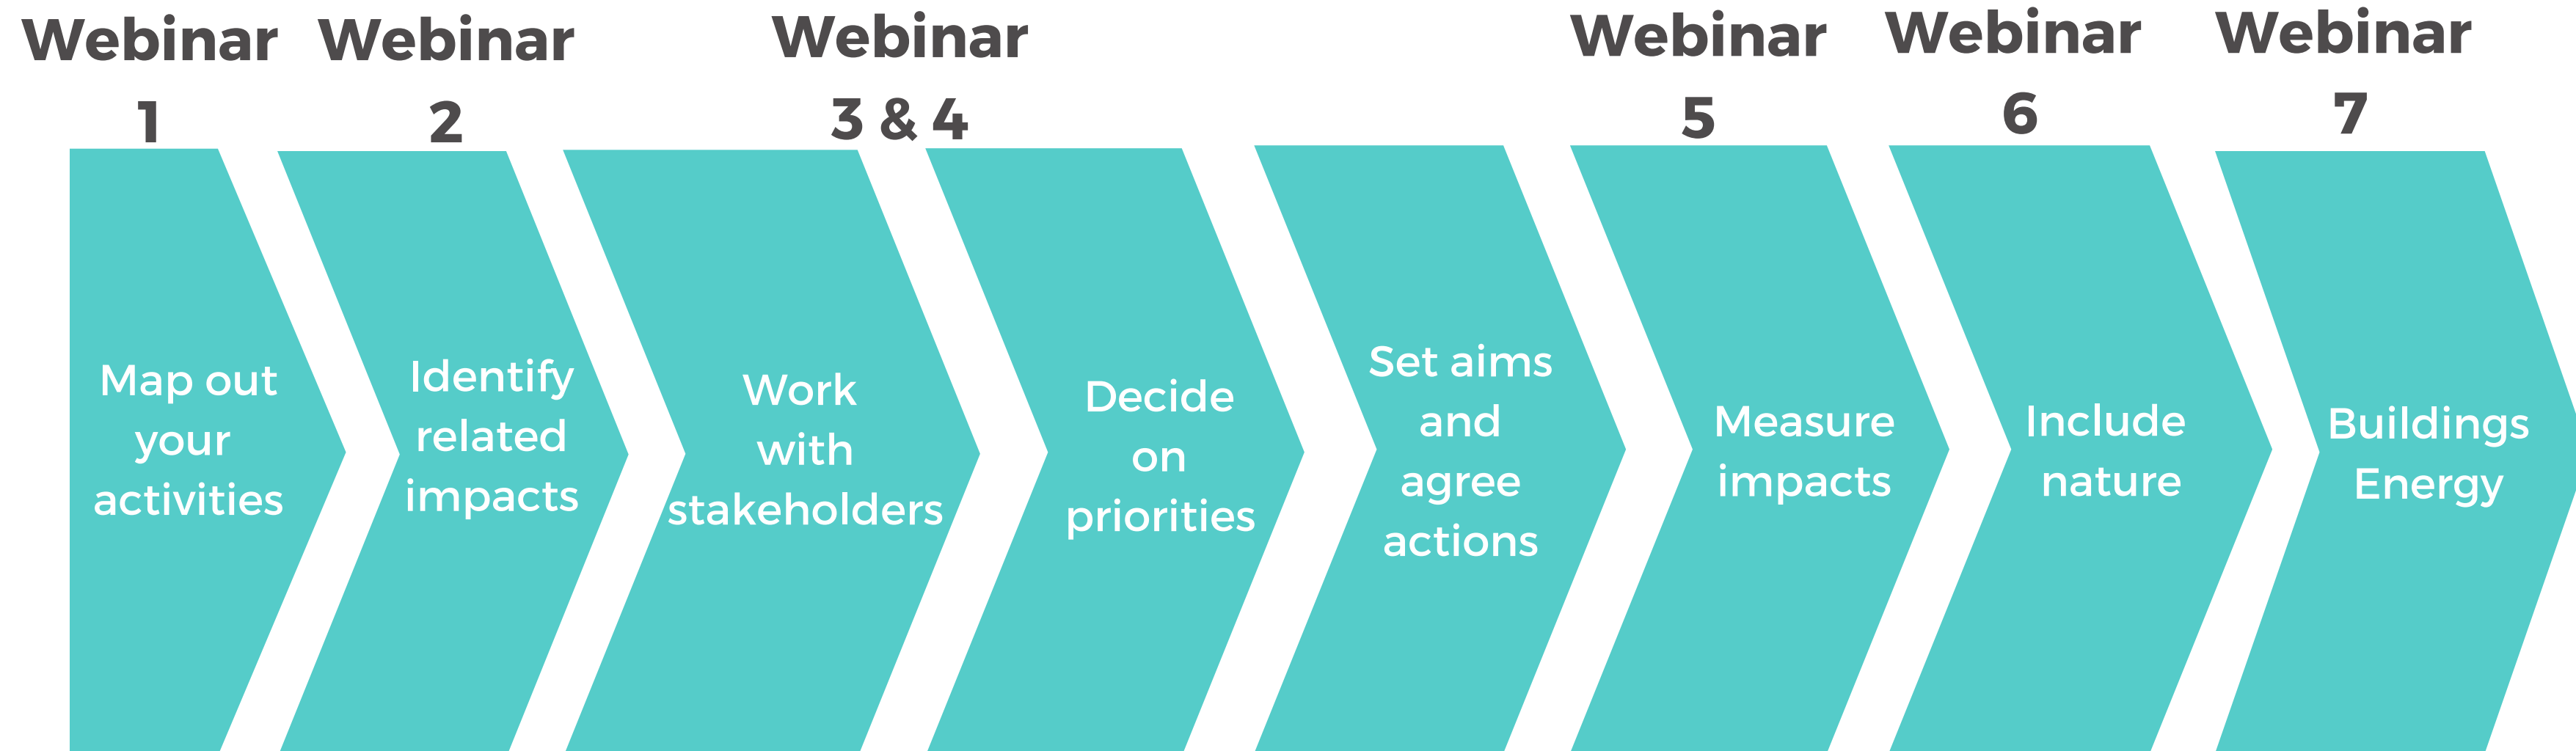 Webinar
1
Webinar
2
Webinar
3 & 4
Webinar
5
Webinar
6
Webinar
7
Map out
your
activities
Identify
related
impacts
Work
with
stakeholders
Decide
on
priorities
Set aims
and
agree
actions
Measure
impacts
Include
nature
Buildings
Energy